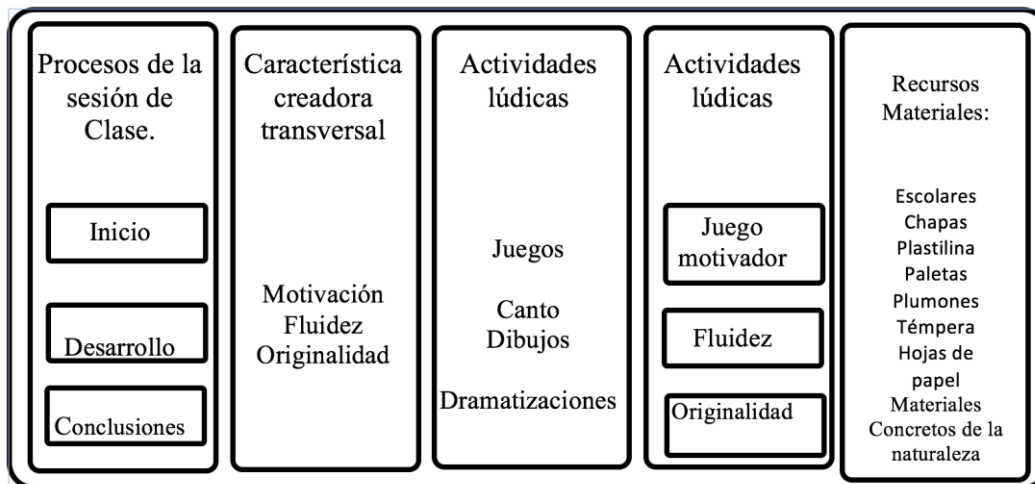 Procesos de la
sesión de
Clase.
Inicio
Desarrollo
Conclusiones
Característica
creadora
transversal
Motivación
Fluidez
Originalidad
Actividades
lúdicas
Juegos
Canto
Dibujos
Dramatizaciones
Actividades
lúdicas
Juego
motivador
Fluidez
Originalidad
Recursos
Materiales:
Escolares
Chapas
Plastilina
Paletas
Plumones
Témpera
Hojas de
papel
Materiales
Concretos de la
naturaleza